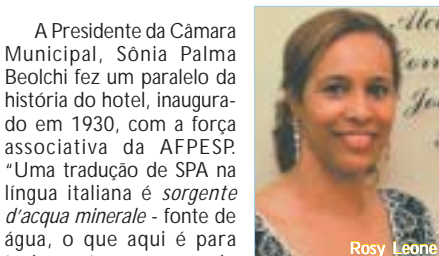 A Presidente da Câmara
Municipal, Sônia Palma
Beolchi fez um paralelo da
história do hotel, inaugura-
do em 1930, com a força
associativa da AFPESP.
“Uma tradução de SPA na
língua italiana é sorgente
d'acqua minerale - fonte de
água, o que aqui é para
Rosy Leone